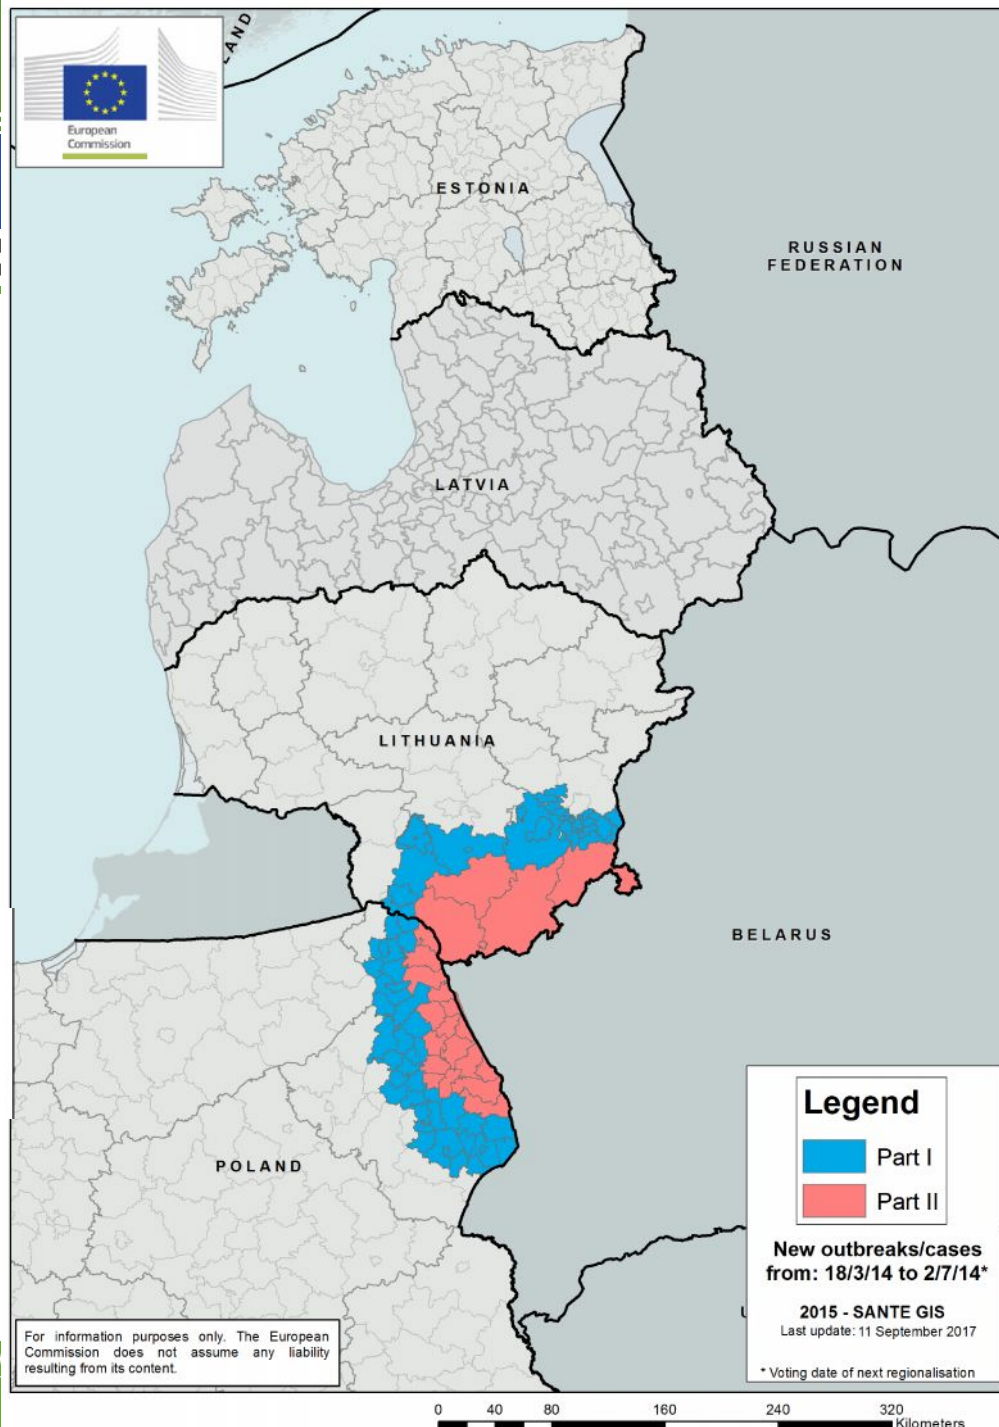 LAND
European
Commission
ESTONIA
RUSSIAN
FEDERATION
LATVIA
LITHUANIA
BELARUS
POLAND
Legend
Part I
Part II
New outbreaks/cases
from: 18/3/14 to 2/7/14*
2015 - SANTE GIS
Last update: 11 September 2017
* Voting date of next regionalisation
U
For information purposes only. The European
Commission does not assume any liability
resulting from its content.
0 40 80 160 240 320
Kilometers